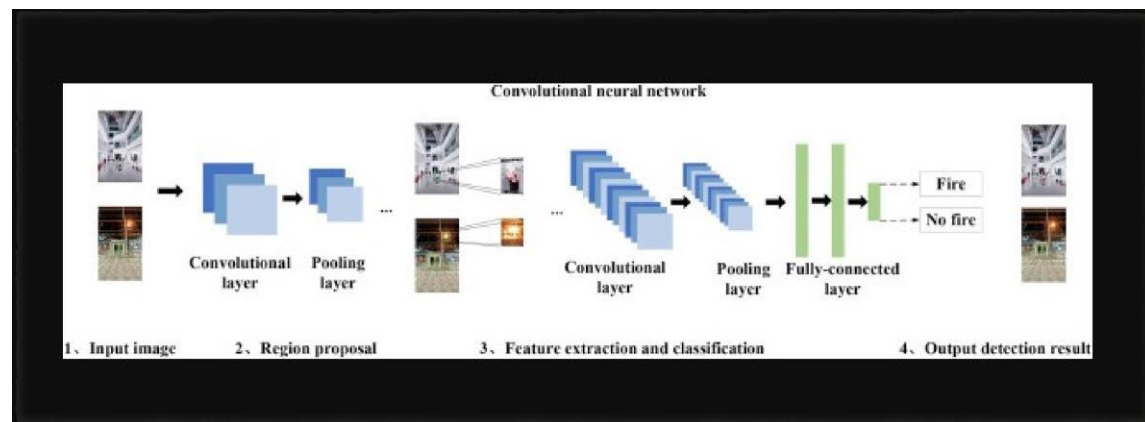 Convolutional neural network
...
...
Fire
No fire
Convolutional
layer
Pooling
layer
Convolutional
layer
Pooling
layer
Fully-connected
layer
1、Input image
2、Region proposal
3、Feature extraction and classification
4、Output detection result